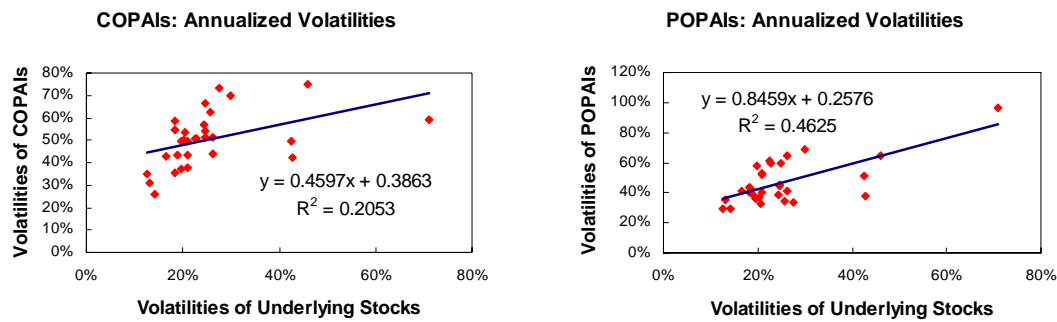 COPAIs: Annualized Volatilities
Volatilities of COPAIs
80%
70%
60%
50%
40%
30%
20%
10%
0%
y = 0.4597x + 0.3863
R² = 0.2053
0% 20% 40% 60% 80%
Volatilities of Underlying Stocks
POPAIs: Annualized Volatilities
Volatilities of POPAIs
120%
100%
80%
60%
40%
20%
0%
y = 0.8459x + 0.2576
R² = 0.4625
0% 20% 40% 60% 80%
Volatilities of Underlying Stocks